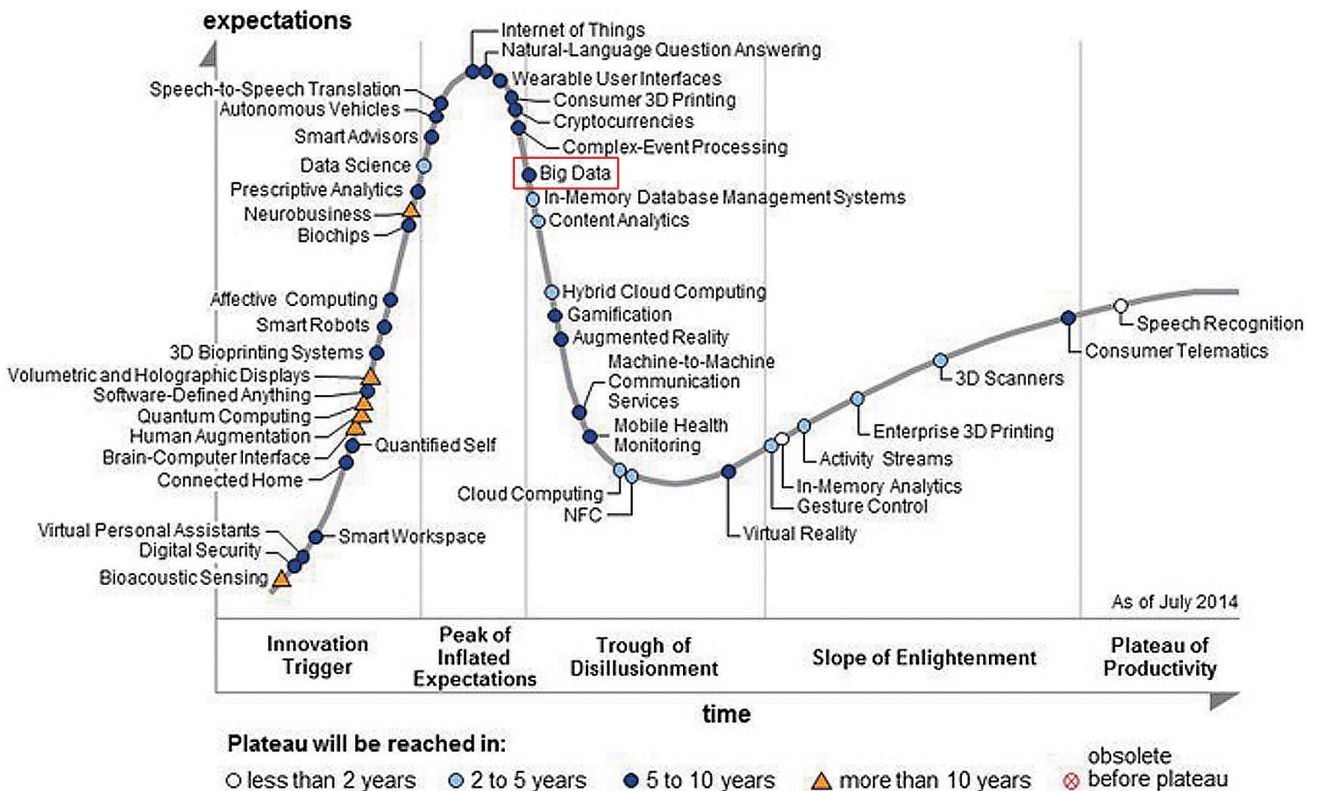 expectations
Internet of Things
Natural-Language Question Answering
Wearable User Interfaces
Speech-to-Speech Translation
Consumer 3D Printing
Autonomous Vehicles
Cryptocurrencies
Smart Advisors
Complex-Event Processing
Data Science
Big Data
Prescriptive Analytics
In-Memory Database Management Systems
Neurobusiness
Content Analytics
Biochips
Hybrid Cloud Computing
Affective Computing
Gamification
Smart Robots
Augmented Reality
3D Bioprinting Systems
Machine-to-Machine
Communication
Services
Volumetric and Holographic Displays
Software-Defined Anything
Quantum Computing
Human Augmentation
Mobile Health
Monitoring
Brain-Computer Interface
Quantified Self
Connected Home
Cloud Computing
NFC
Virtual Personal Assistants
Smart Workspace
Digital Security
Bioacoustic Sensing
Virtual Reality
Gesture Control
In-Memory Analytics
Activity Streams
Enterprise 3D Printing
3D Scanners
Consumer Telematics
Speech Recognition
As of July 2014
Innovation
Trigger
Peak of
Inflated
Expectations
Trough of
Disillusionment
Slope of Enlightenment
Plateau of
Productivity
time
Plateau will be reached in:
less than 2 years
2 to 5 years
5 to 10 years
more than 10 years
obsolete
before plateau